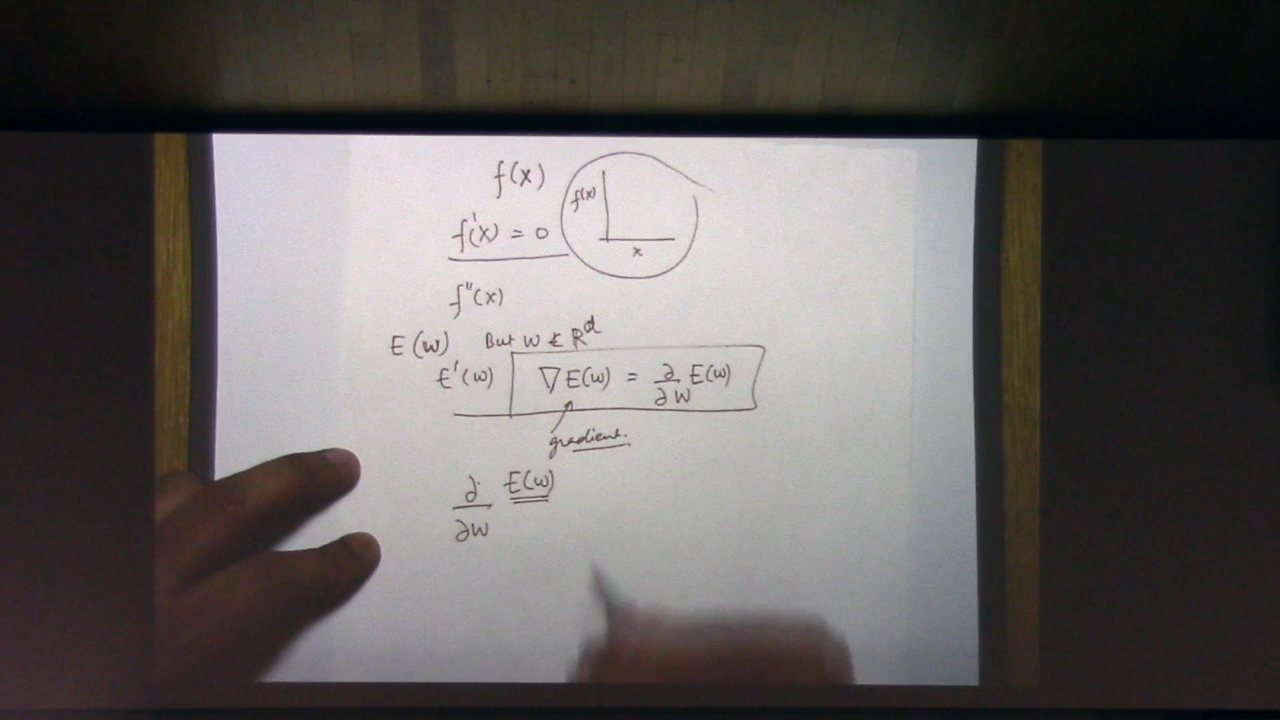 f(x)
f(x)
x
f'(x) = 0
f''(x)
E(w) But w ∈ R^d
E'(w) ∇E(w) = ∂/∂w E(w)
gradient.
∂/∂w E(w)